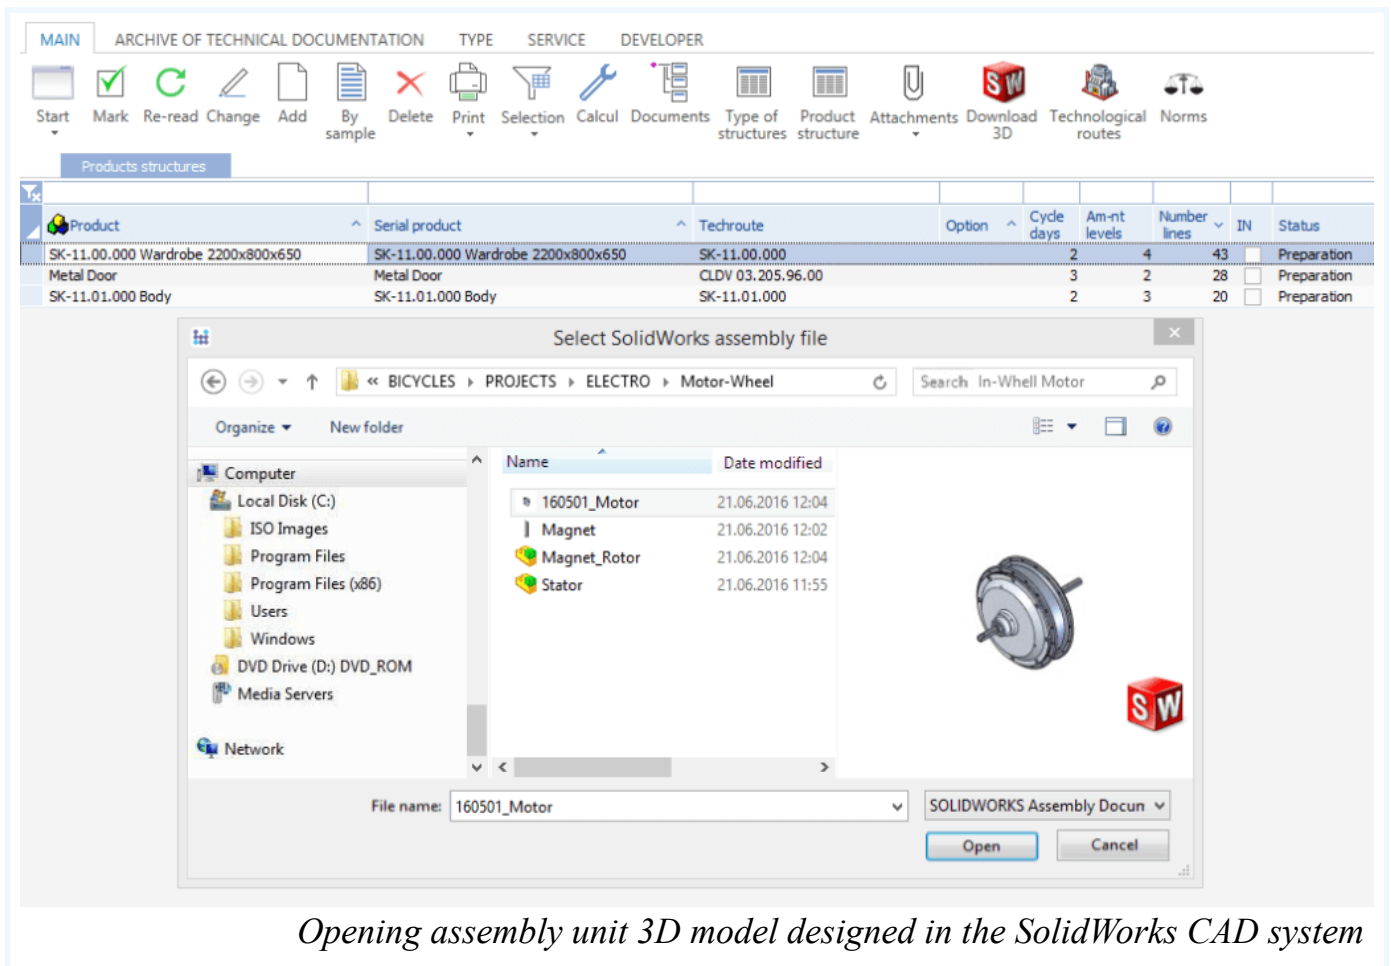 MAIN ARCHIVE OF TECHNICAL DOCUMENTATION TYPE SERVICE DEVELOPER
Start Mark Re-read Change Add By sample Delete Print Selection Calcul Documents Type of structures Product structure Attachments Download 3D Technological routes Norms
Products structures
Product Serial product Techroute Option Cycle days Am-nt levels Number lines IN Status
SK-11.00.000 Wardrobe 2200x800x650 SK-11.00.000 Wardrobe 2200x800x650 SK-11.00.000 2 4 43 Preparation
Metal Door Metal Door CLDV 03.205.96.00 3 2 28 Preparation
SK-11.01.000 Body SK-11.01.000 Body SK-11.01.000 2 3 20 Preparation
Select SolidWorks assembly file
« BICYCLES PROJECTS ELECTRO Motor-Wheel Search In-Whell Motor
Organize New folder
Name Date modified
Computer
Local Disk (C:) 160501_Motor 21.06.2016 12:04
ISO Images Magnet 21.06.2016 12:02
Program Files Magnet_Rotor 21.06.2016 12:04
Program Files (x86) Stator 21.06.2016 11:55
Users
Windows
DVD Drive (D:) DVD_ROM
Media Servers
SW
Network
File name: 160501_Motor SOLIDWORKS Assembly Docun
Open Cancel
Opening assembly unit 3D model designed in the SolidWorks CAD system